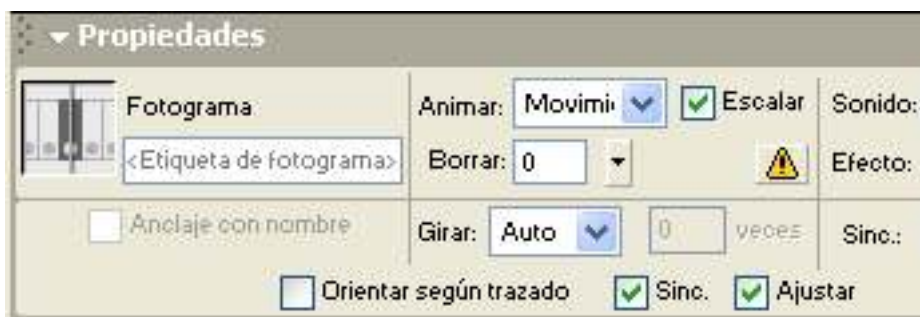 Propiedades
Fotograma Animar: Movimi Escalar Sonido:
<Etiqueta de fotograma> Borrar: 0 Efecto:
Anclaje con nombre Girar: Auto 0 veces Sinc.:
Orientar según trazado Sinc. Ajustar